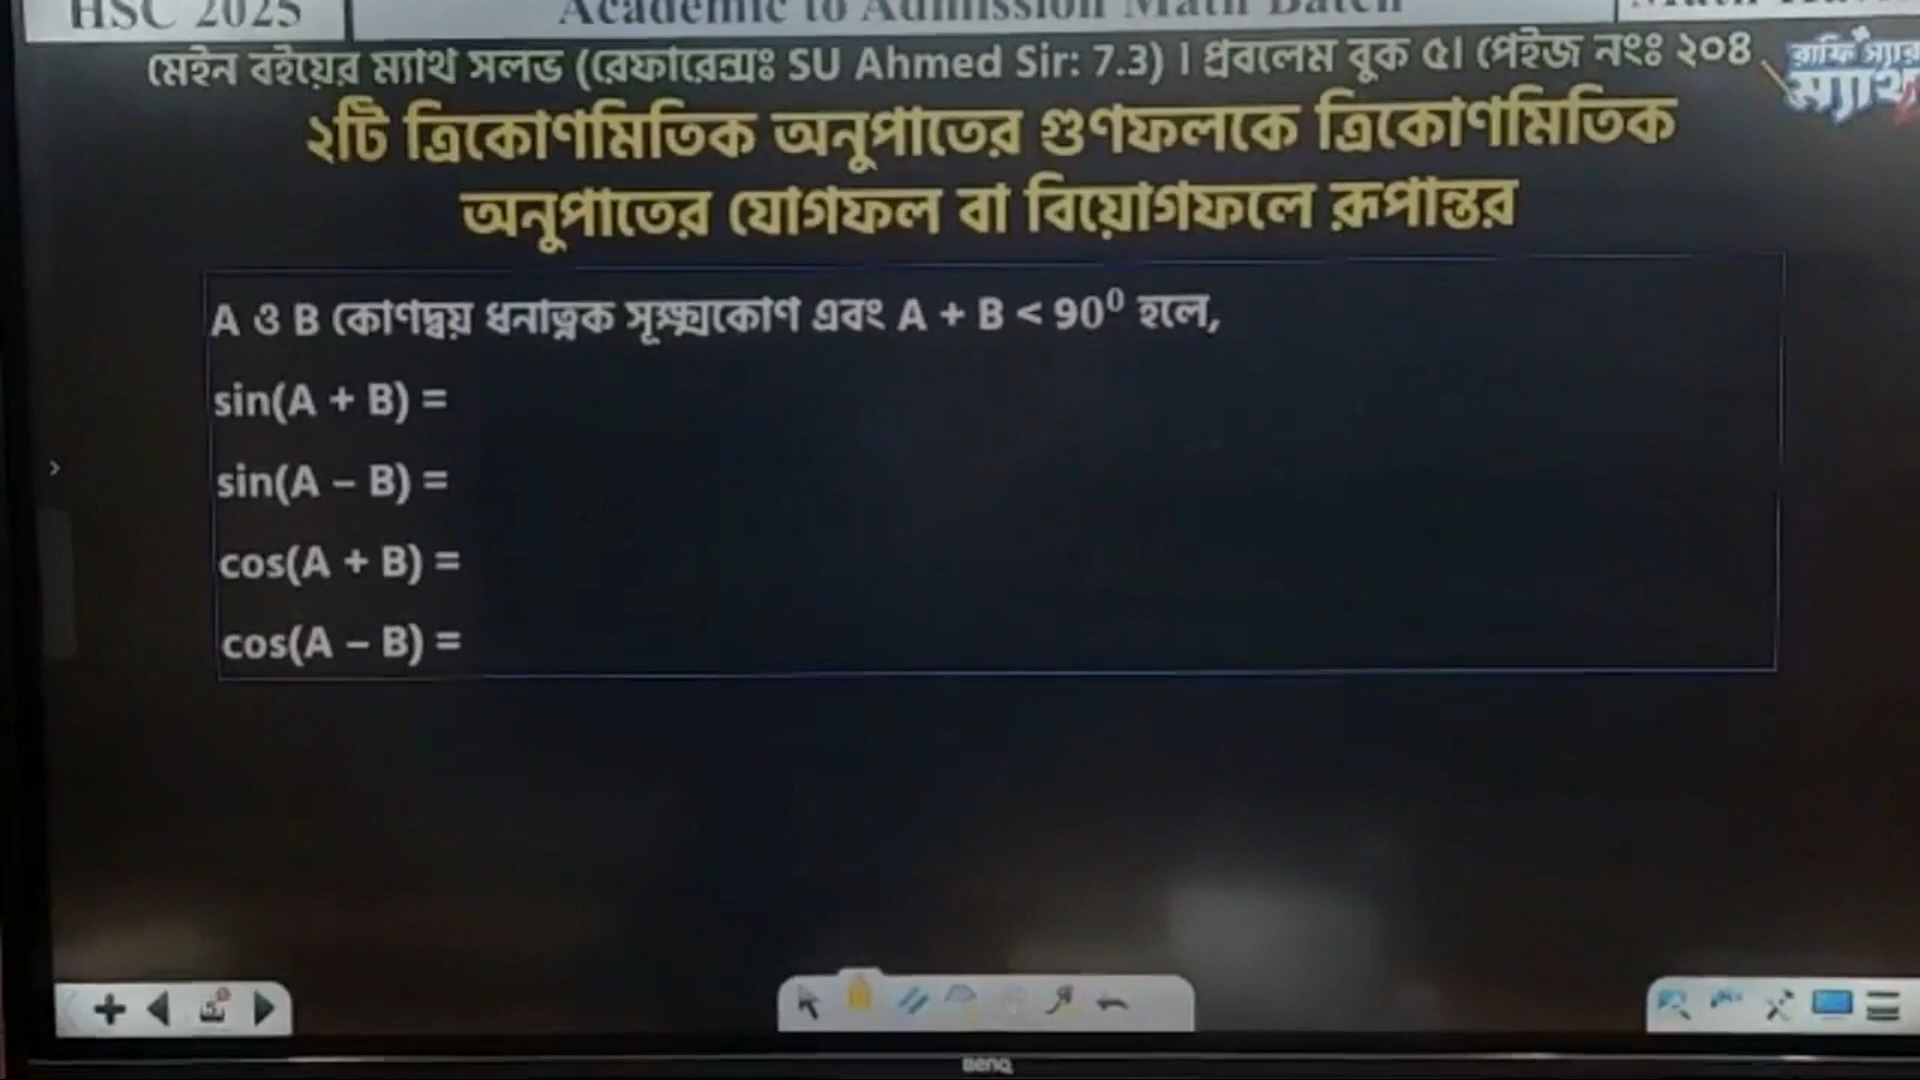 HSC 2025
Academic to Admission Math Batch
মেইন বইয়ের ম্যাথ সলভ (রেফারেন্সঃ SU Ahmed Sir: 7.3) । প্রবলেম বুক ৫। পেইজ নংঃ ২০৪
রাফি স্যার
ম্যাথ
২টি ত্রিকোণমিতিক অনুপাতের গুণফলকে ত্রিকোণমিতিক
অনুপাতের যোগফল বা বিয়োগফলে রূপান্তর
A ও B কোণদ্বয় ধনাত্নক সূক্ষ্মকোণ এবং A + B < 90⁰ হলে,
sin(A + B) =
sin(A – B) =
cos(A + B) =
cos(A – B) =
BenQ